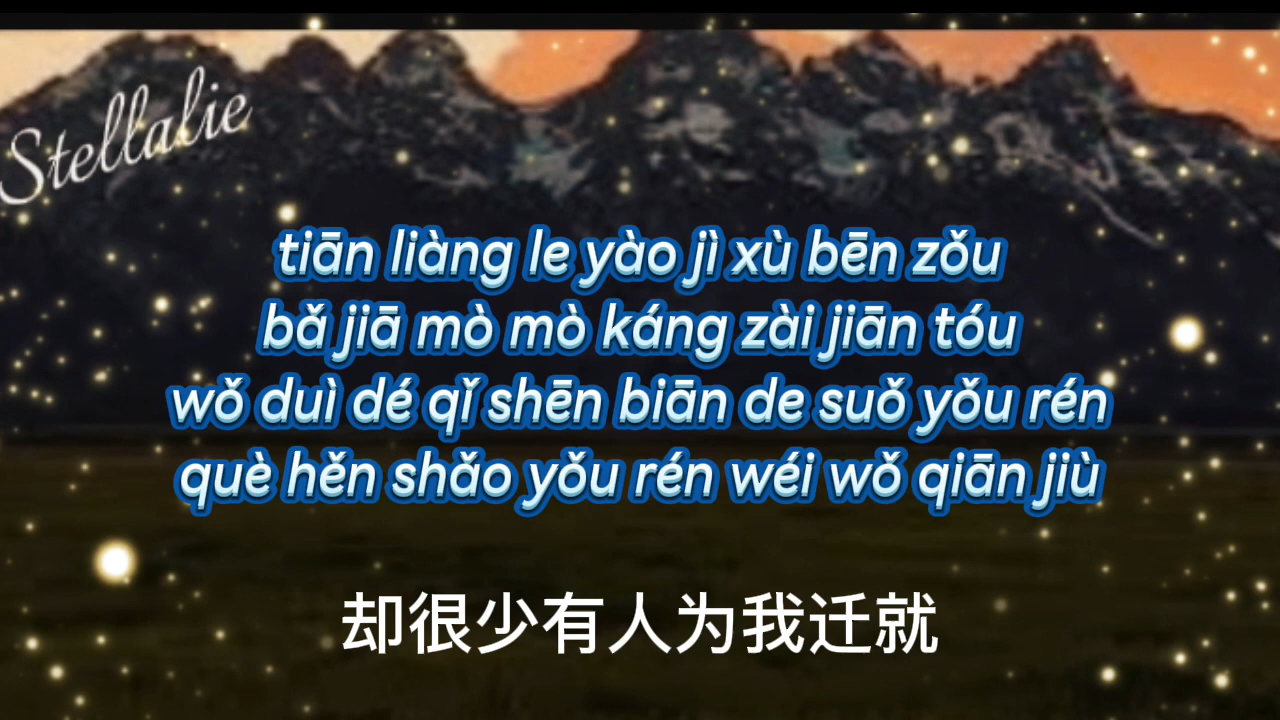 Stellalie
tiān liàng le yào jì xù bēn zǒu
bǎ jiā mò mò káng zài jiān tóu
wǒ duì dé qǐ shēn biān de suǒ yǒu rén
què hěn shǎo yǒu rén wéi wǒ qiān jiù
却很少有人为我迁就